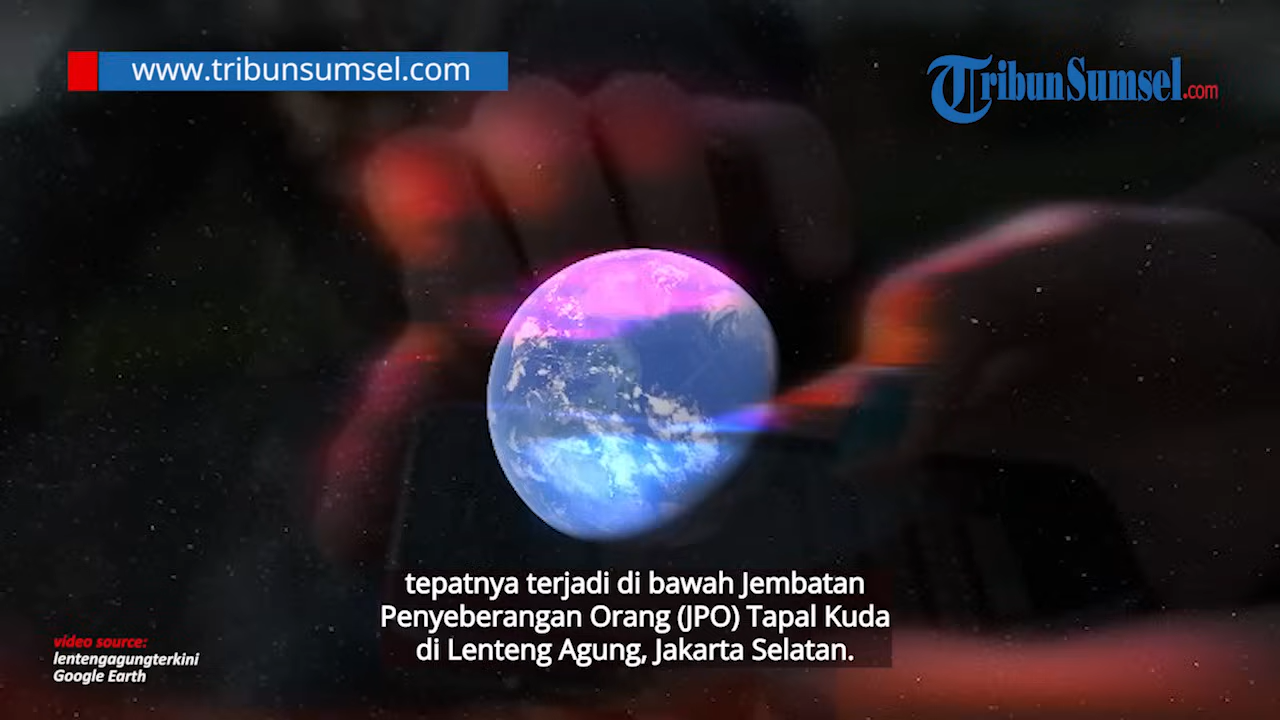 www.tribunsumsel.com
TribunSumsel.com
tepatnya terjadi di bawah Jembatan
Penyeberangan Orang (JPO) Tapal Kuda
di Lenteng Agung, Jakarta Selatan.
video source:
lentengagungterkini
Google Earth